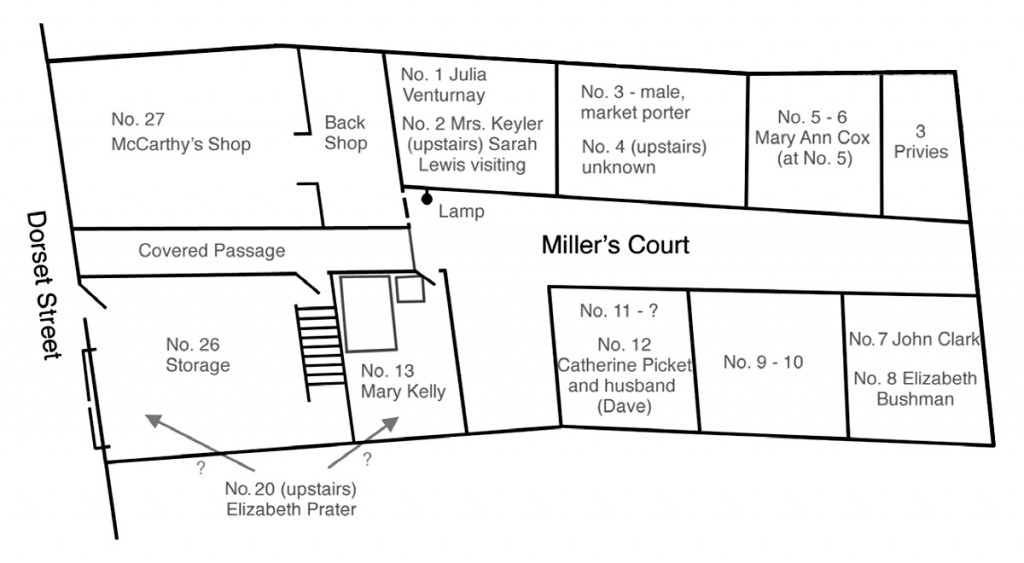 No. 27
McCarthy's Shop
Back
Shop
No. 1 Julia
Venturnay
No. 2 Mrs. Keyler
(upstairs) Sarah
Lewis visiting
No. 3 - male,
market porter
No. 4 (upstairs)
unknown
No. 5 - 6
Mary Ann Cox
(at No. 5)
3
Privies
Lamp
Dorset Street
Covered Passage
Miller's Court
No. 26
Storage
No. 13
Mary Kelly
No. 11 - ?
No. 12
Catherine Picket
and husband
(Dave)
No. 9 - 10
No.7 John Clark
No. 8 Elizabeth
Bushman
?
?
No. 20 (upstairs)
Elizabeth Prater